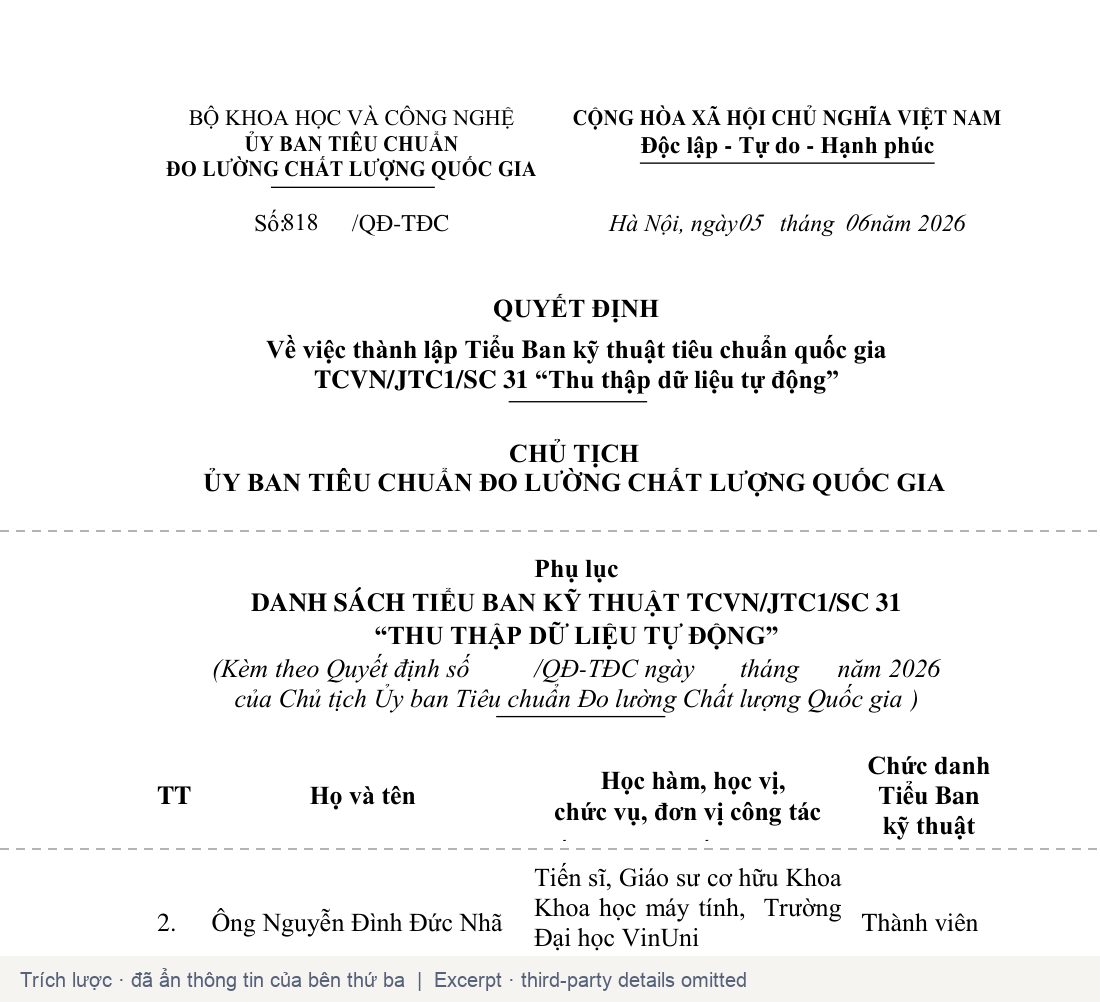 BỘ KHOA HỌC VÀ CÔNG NGHỆ
ỦY BAN TIÊU CHUẨN
ĐO LƯỜNG CHẤT LƯỢNG QUỐC GIA
CỘNG HÒA XÃ HỘI CHỦ NGHĨA VIỆT NAM
Độc lập - Tự do - Hạnh phúc
Số:818 /QĐ-TĐC
Hà Nội, ngày05 tháng 06năm 2026
QUYẾT ĐỊNH
Về việc thành lập Tiểu Ban kỹ thuật tiêu chuẩn quốc gia
TCVN/JTC1/SC 31 “Thu thập dữ liệu tự động”
CHỦ TỊCH
ỦY BAN TIÊU CHUẨN ĐO LƯỜNG CHẤT LƯỢNG QUỐC GIA
Phụ lục
DANH SÁCH TIỂU BAN KỸ THUẬT TCVN/JTC1/SC 31
“THU THẬP DỮ LIỆU TỰ ĐỘNG”
(Kèm theo Quyết định số /QĐ-TĐC ngày tháng năm 2026
của Chủ tịch Ủy ban Tiêu chuẩn Đo lường Chất lượng Quốc gia )
TT
Họ và tên
Học hàm, học vị,
chức vụ, đơn vị công tác
Chức danh
Tiểu Ban
kỹ thuật
2.
Ông Nguyễn Đình Đức Nhã
Tiến sĩ, Giáo sư cơ hữu Khoa
Khoa học máy tính, Trường
Đại học VinUni
Thành viên
Trích lược · đã ẩn thông tin của bên thứ ba | Excerpt · third-party details omitted